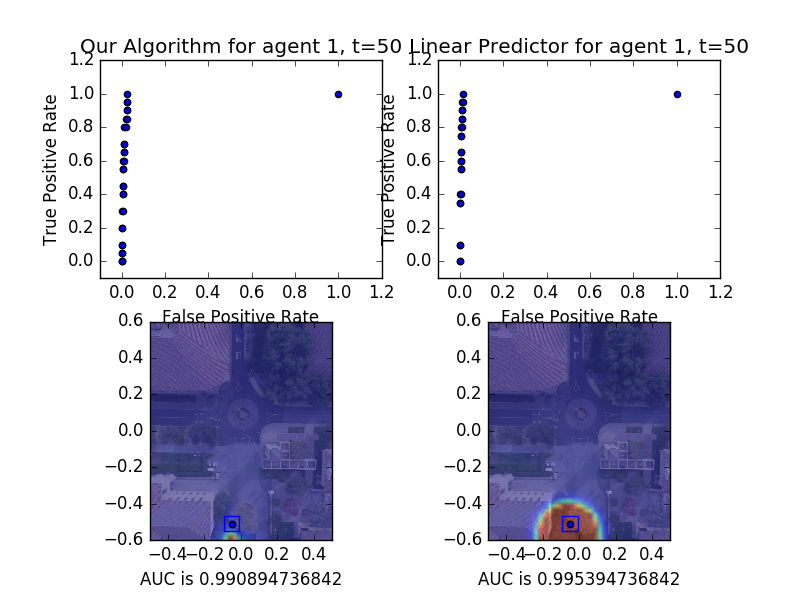 Our Algorithm for agent 1, t=50 Linear Predictor for agent 1, t=50
1.2 1.2
1.0 1.0
0.8 0.8
0.6 0.6
0.4 0.4
0.2 0.2
0.0 0.0
True Positive Rate True Positive Rate
0.0 0.2 0.4 0.6 0.8 1.0 1.2 0.0 0.2 0.4 0.6 0.8 1.0 1.2
False Positive Rate False Positive Rate
0.6 0.6
0.4 0.4
0.2 0.2
0.0 0.0
−0.2 −0.2
−0.4 −0.4
−0.6 −0.6
−0.4 −0.2 0.0 0.2 0.4 −0.4 −0.2 0.0 0.2 0.4
AUC is 0.990894736842 AUC is 0.995394736842